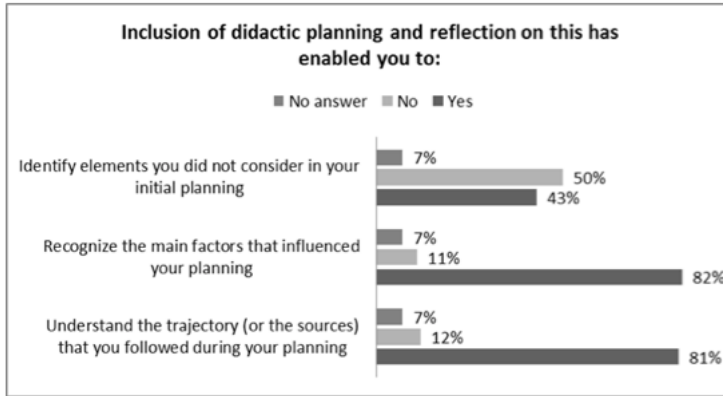 Inclusion of didactic planning and reflection on this has
enabled you to:
No answer No Yes
Identify elements you did not consider in your
initial planning
7%
50%
43%
Recognize the main factors that influenced
your planning
7%
11%
82%
Understand the trajectory (or the sources)
that you followed during your planning
7%
12%
81%